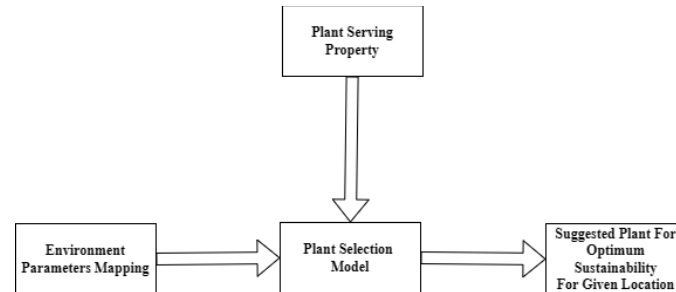 Plant Serving
Property
Environment
Parameters Mapping
Plant Selection
Model
Suggested Plant For
Optimum
Sustainability
For Given Location